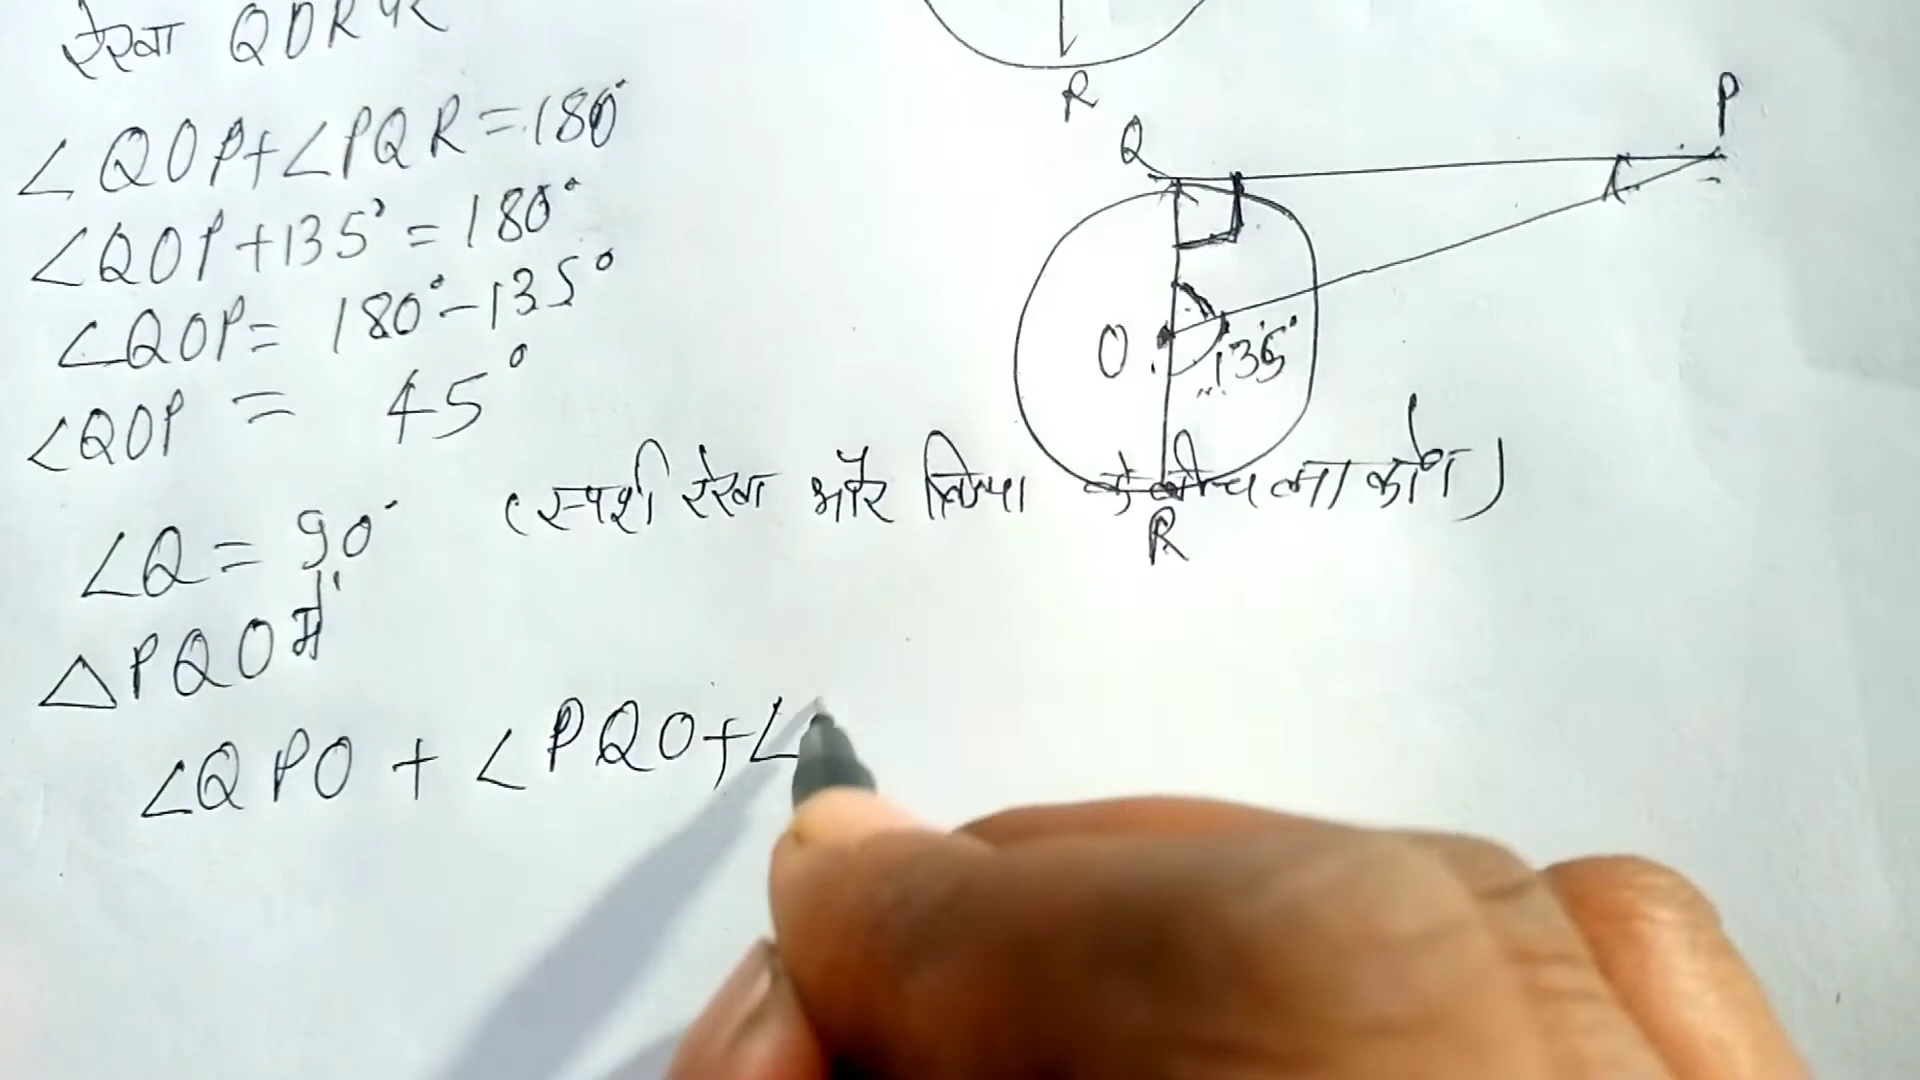 रेखा QOR पर
∠QOP+∠PQR=180°
∠QOP+135°=180°
∠QOP= 180°-135°
∠QOP = 45°
∠Q= 90° (स्पर्श रेखा और त्रिज्या के बीच का कोण)
△PQO में
∠QPO + ∠PQO+∠
R
Q
P
O
135°
R